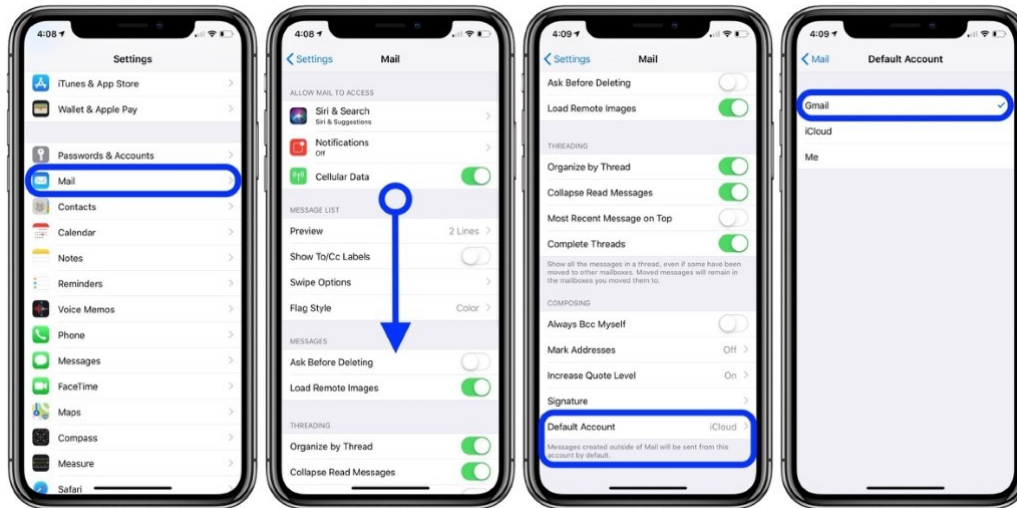 4:08
Settings
iTunes & App Store
Wallet & Apple Pay
Passwords & Accounts
Mail
Contacts
Calendar
Notes
Reminders
Voice Memos
Phone
Messages
FaceTime
Maps
Compass
Measure
Safari
4:08
Settings
Mail
ALLOW MAIL TO ACCESS
Siri & Search
Siri & Suggestions
Notifications
Off
Cellular Data
MESSAGE LIST
Preview 2 Lines
Show To/Cc Labels
Swipe Options
Flag Style Color
MESSAGES
Ask Before Deleting
Load Remote Images
THREADING
Organize by Thread
Collapse Read Messages
4:09
Settings
Mail
Ask Before Deleting
Load Remote Images
THREADING
Organize by Thread
Collapse Read Messages
Most Recent Message on Top
Complete Threads
Show all the messages in a thread, even if some have been
moved to other mailboxes. Moved messages will remain in
the mailboxes you moved them to.
COMPOSING
Always Bcc Myself
Mark Addresses Off
Increase Quote Level On
Signature
Default Account iCloud
Messages created outside of Mail will be sent from this
account by default.
4:09
Mail
Default Account
Gmail
iCloud
Me